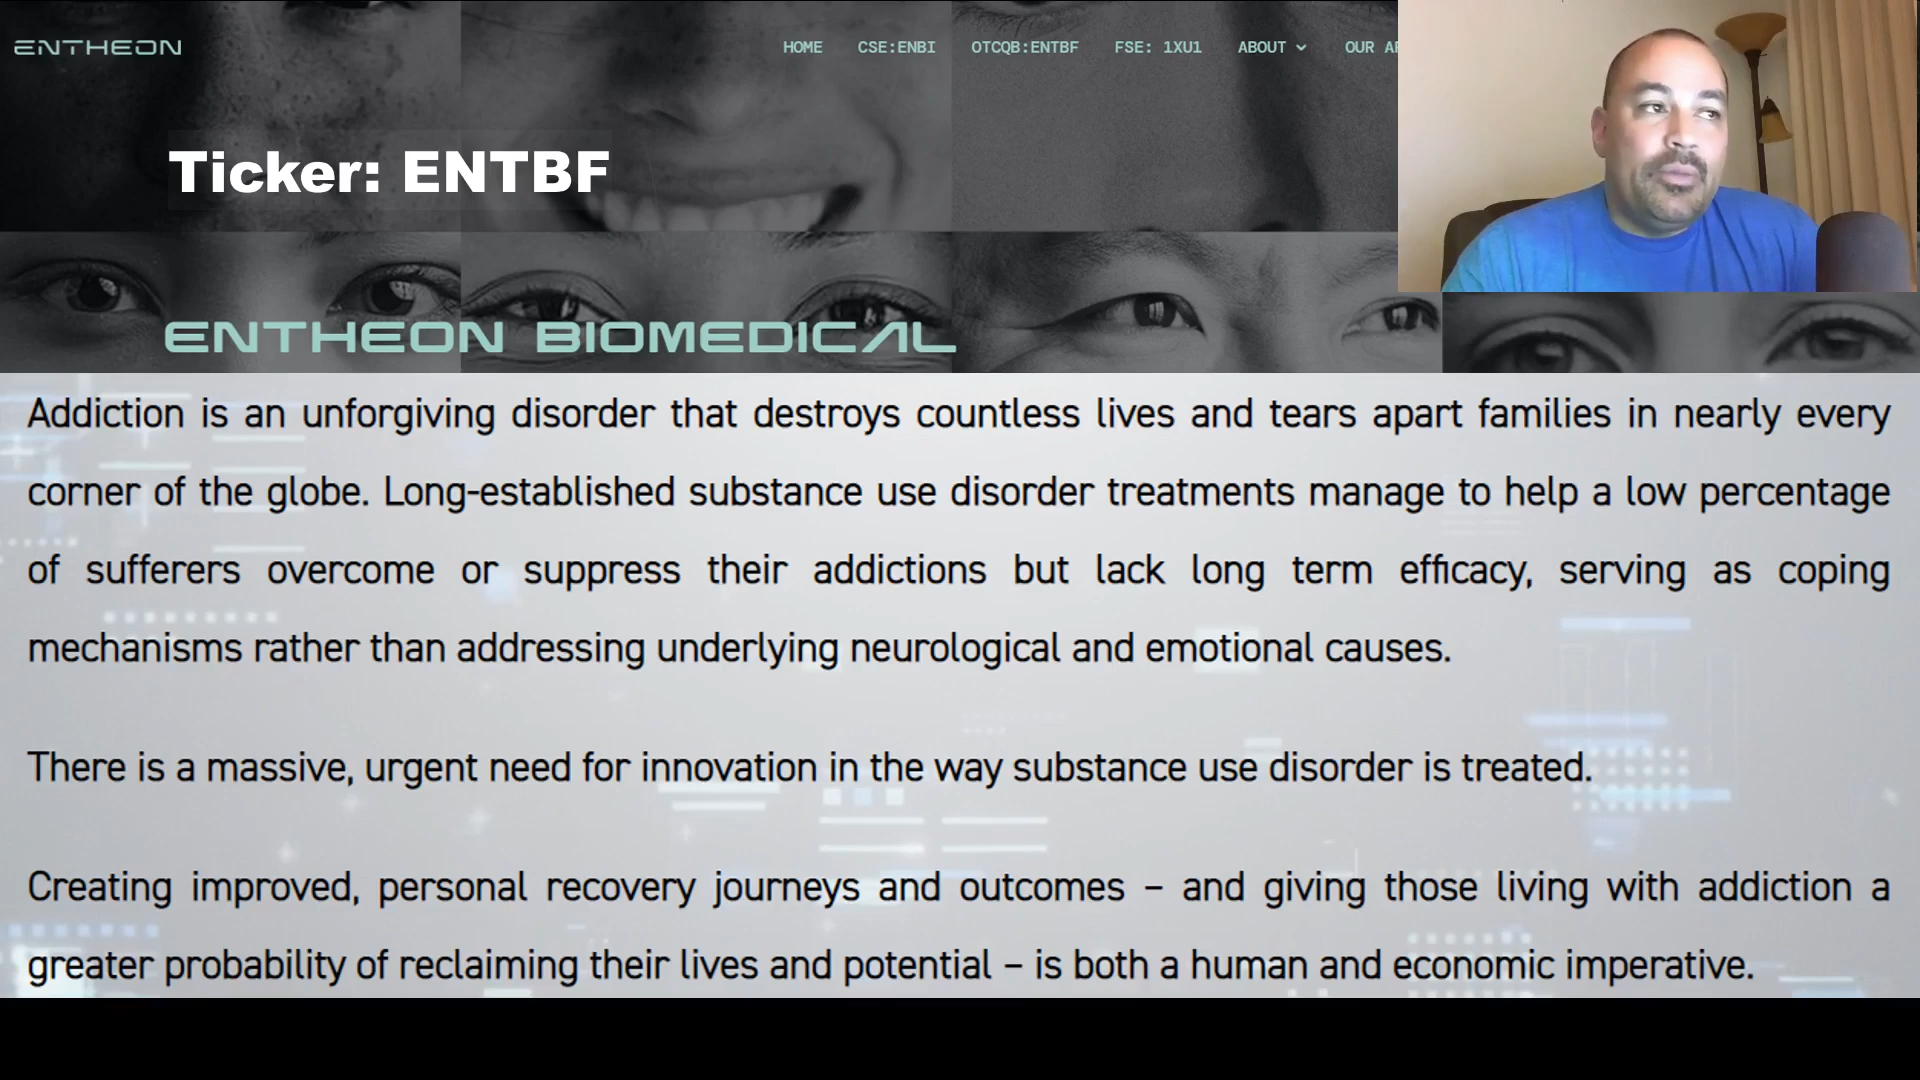 ENTHEON
HOME CSE:ENBI OTCQB:ENTBF FSE: 1XU1 ABOUT OUR
Ticker: ENTBF
ENTHEON BIOMEDICAL
Addiction is an unforgiving disorder that destroys countless lives and tears apart families in nearly every
corner of the globe. Long-established substance use disorder treatments manage to help a low percentage
of sufferers overcome or suppress their addictions but lack long term efficacy, serving as coping
mechanisms rather than addressing underlying neurological and emotional causes.
There is a massive, urgent need for innovation in the way substance use disorder is treated.
Creating improved, personal recovery journeys and outcomes – and giving those living with addiction a
greater probability of reclaiming their lives and potential – is both a human and economic imperative.